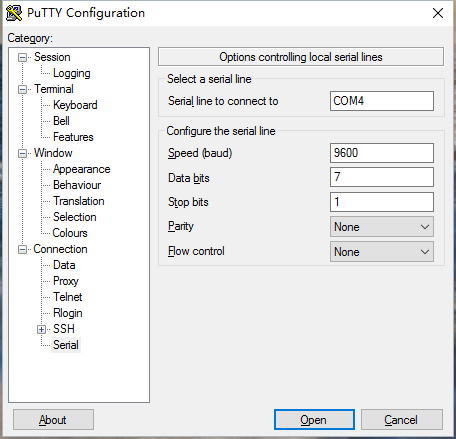 PuTTY Configuration
Category:
Session
Logging
Terminal
Keyboard
Bell
Features
Window
Appearance
Behaviour
Translation
Selection
Colours
Connection
Data
Proxy
Telnet
Rlogin
SSH
Serial
Options controlling local serial lines
Select a serial line
Serial line to connect to COM4
Configure the serial line
Speed (baud) 9600
Data bits 7
Stop bits 1
Parity None
Flow control None
About Open Cancel